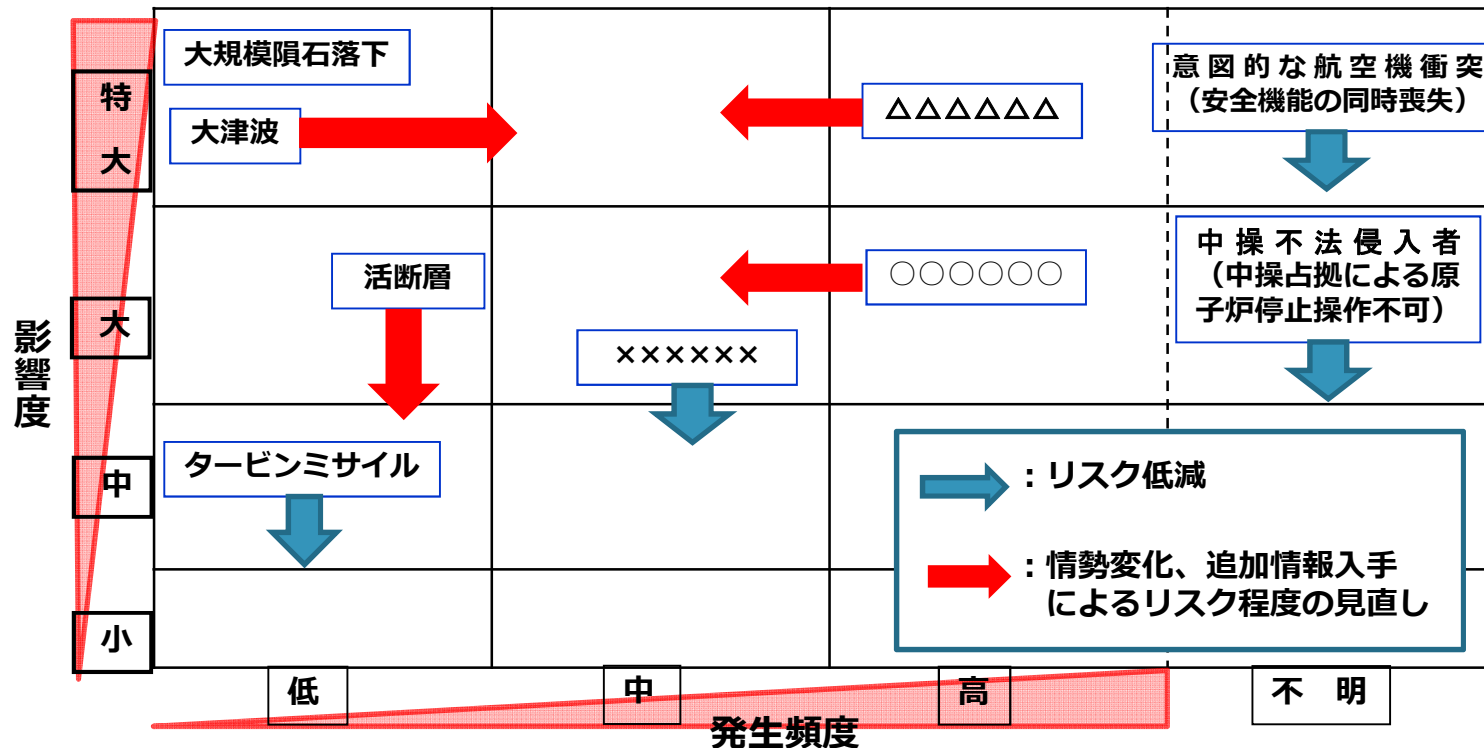 大規模隕石落下
大津波
△△△△△△
意図的な航空機衝突
（安全機能の同時喪失）
特
大
活断層
○○○○○○
××××××
中操不法侵入者
（中操占拠による原
子炉停止操作不可）
影響度
大
タービンミサイル
中
：リスク低減
：情勢変化、追加情報入手
によるリスク程度の見直し
小
低
中
高
不 明
発生頻度